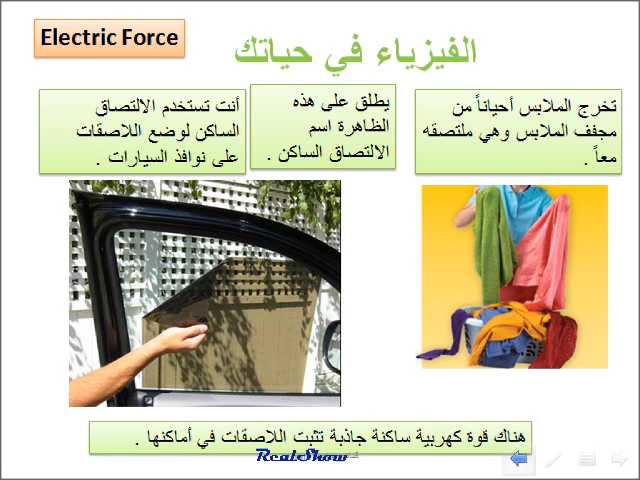 Electric Force
الفيزياء في حياتك
تخرج الملابس أحياناً من
مجفف الملابس وهي ملتصقه
معاً .
يطلق على هذه
الظاهرة اسم
الالتصاق الساكن .
أنت تستخدم الالتصاق
الساكن لوضع اللاصقات
على نوافذ السيارات .
هناك قوة كهربية ساكنة جاذبة تثبت اللاصقات في أماكنها .
RealShow